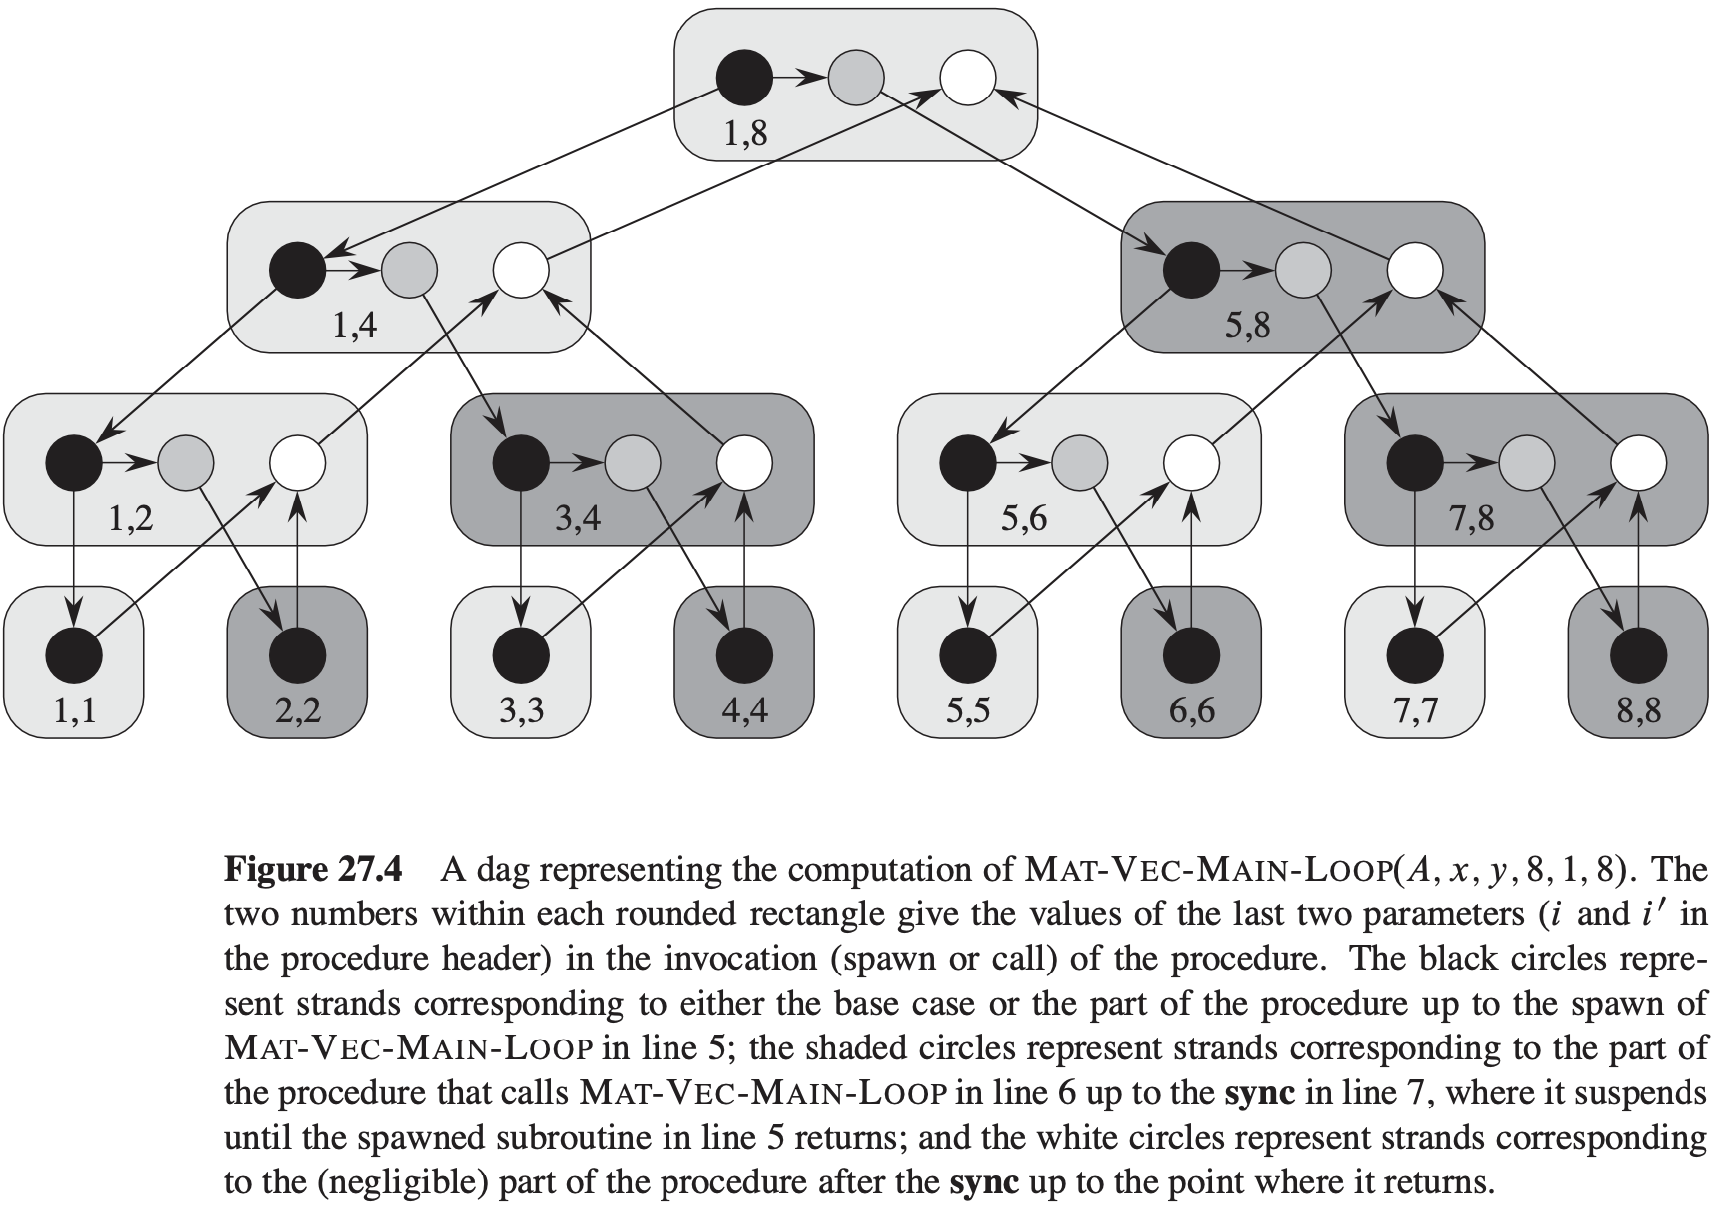 1,8
1,4
5,8
1,2
3,4
5,6
7,8
1,1
2,2
3,3
4,4
5,5
6,6
7,7
8,8
Figure 27.4 A dag representing the computation of MAT-VEC-MAIN-LOOP(A, x, y, 8, 1, 8). The
two numbers within each rounded rectangle give the values of the last two parameters (i and i′ in
the procedure header) in the invocation (spawn or call) of the procedure. The black circles repre-
sent strands corresponding to either the base case or the part of the procedure up to the spawn of
MAT-VEC-MAIN-LOOP in line 5; the shaded circles represent strands corresponding to the part of
the procedure that calls MAT-VEC-MAIN-LOOP in line 6 up to the sync in line 7, where it suspends
until the spawned subroutine in line 5 returns; and the white circles represent strands corresponding
to the (negligible) part of the procedure after the sync up to the point where it returns.